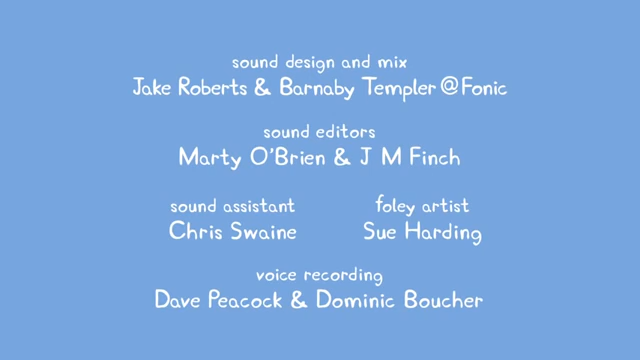 sound design and mix
Jake Roberts & Barnaby Templer@Fonic
sound editors
Marty O'Brien & J M Finch
sound assistant
Chris Swaine
foley artist
Sue Harding
voice recording
Dave Peacock & Dominic Boucher